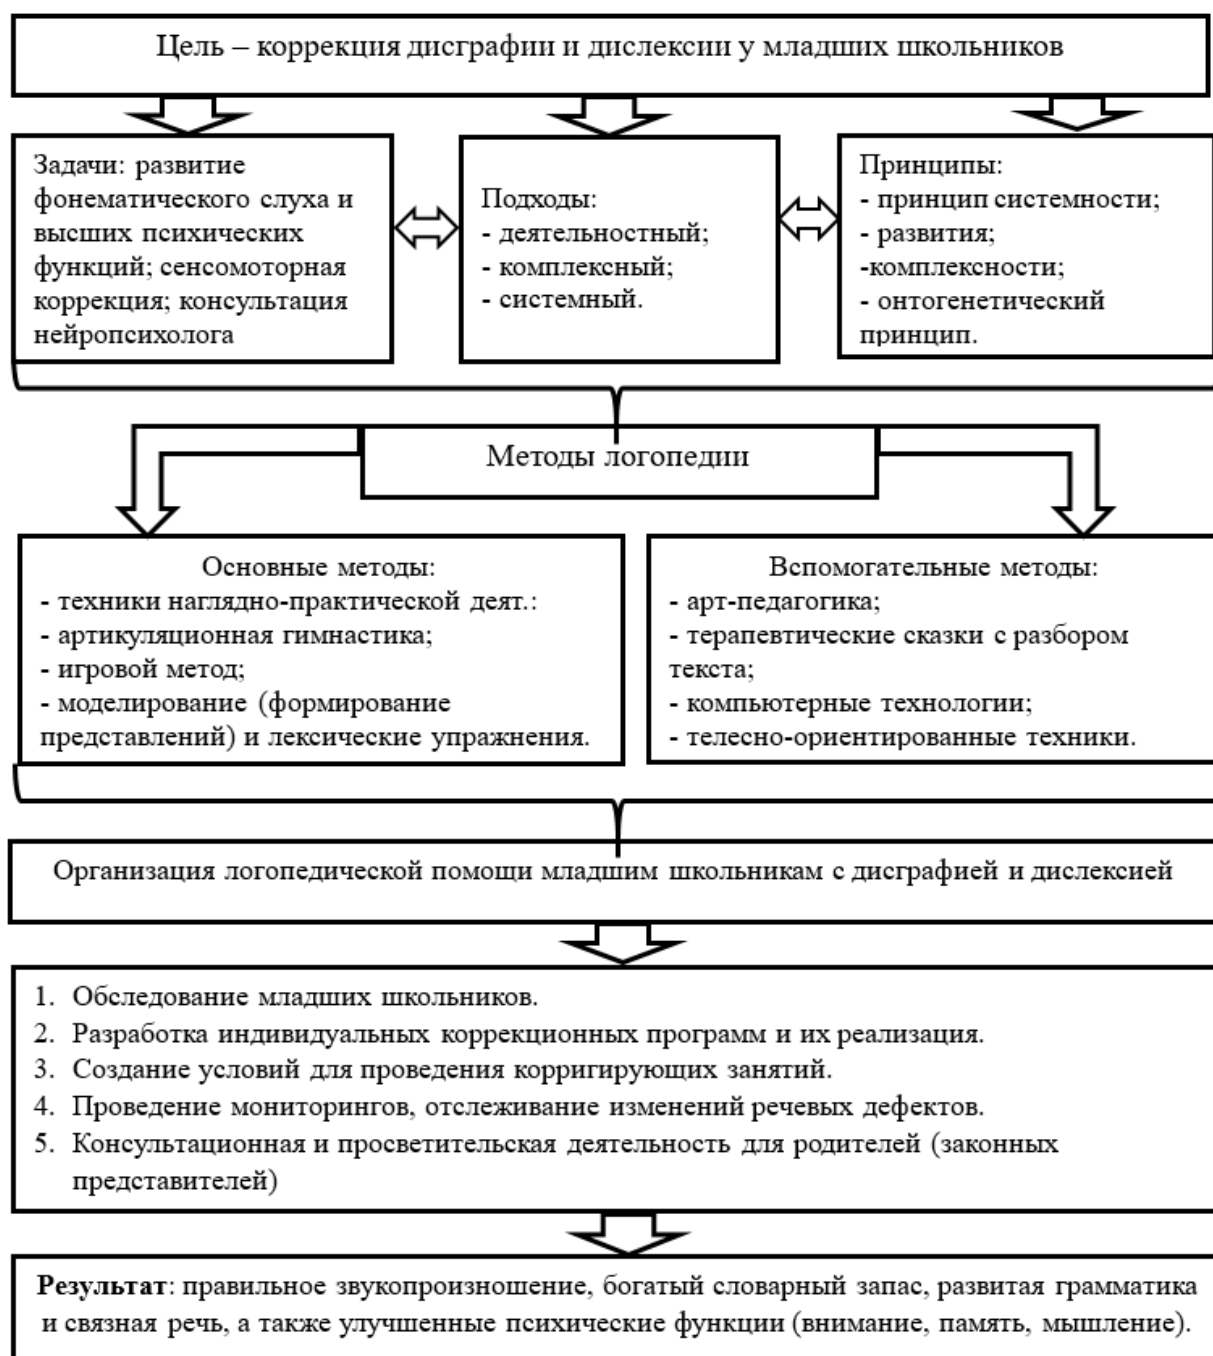 Цель – коррекция дисграфии и дислексии у младших школьников
Задачи: развитие
фонематического слуха и
высших психических
функций; сенсомоторная
коррекция; консультация
нейропсихолога
Подходы:
- деятельностный;
- комплексный;
- системный.
Принципы:
- принцип системности;
- развития;
-комплексности;
- онтогенетический
принцип.
Методы логопедии
Основные методы:
- техники наглядно-практической деят.:
- артикуляционная гимнастика;
- игровой метод;
- моделирование (формирование
представлений) и лексические упражнения.
Вспомогательные методы:
- арт-педагогика;
- терапевтические сказки с разбором
текста;
- компьютерные технологии;
- телесно-ориентированные техники.
Организация логопедической помощи младшим школьникам с дисграфией и дислексией
1. Обследование младших школьников.
2. Разработка индивидуальных коррекционных программ и их реализация.
3. Создание условий для проведения корригирующих занятий.
4. Проведение мониторингов, отслеживание изменений речевых дефектов.
5. Консультационная и просветительская деятельность для родителей (законных
представителей)
Результат: правильное звукопроизношение, богатый словарный запас, развитая грамматика
и связная речь, а также улучшенные психические функции (внимание, память, мышление).